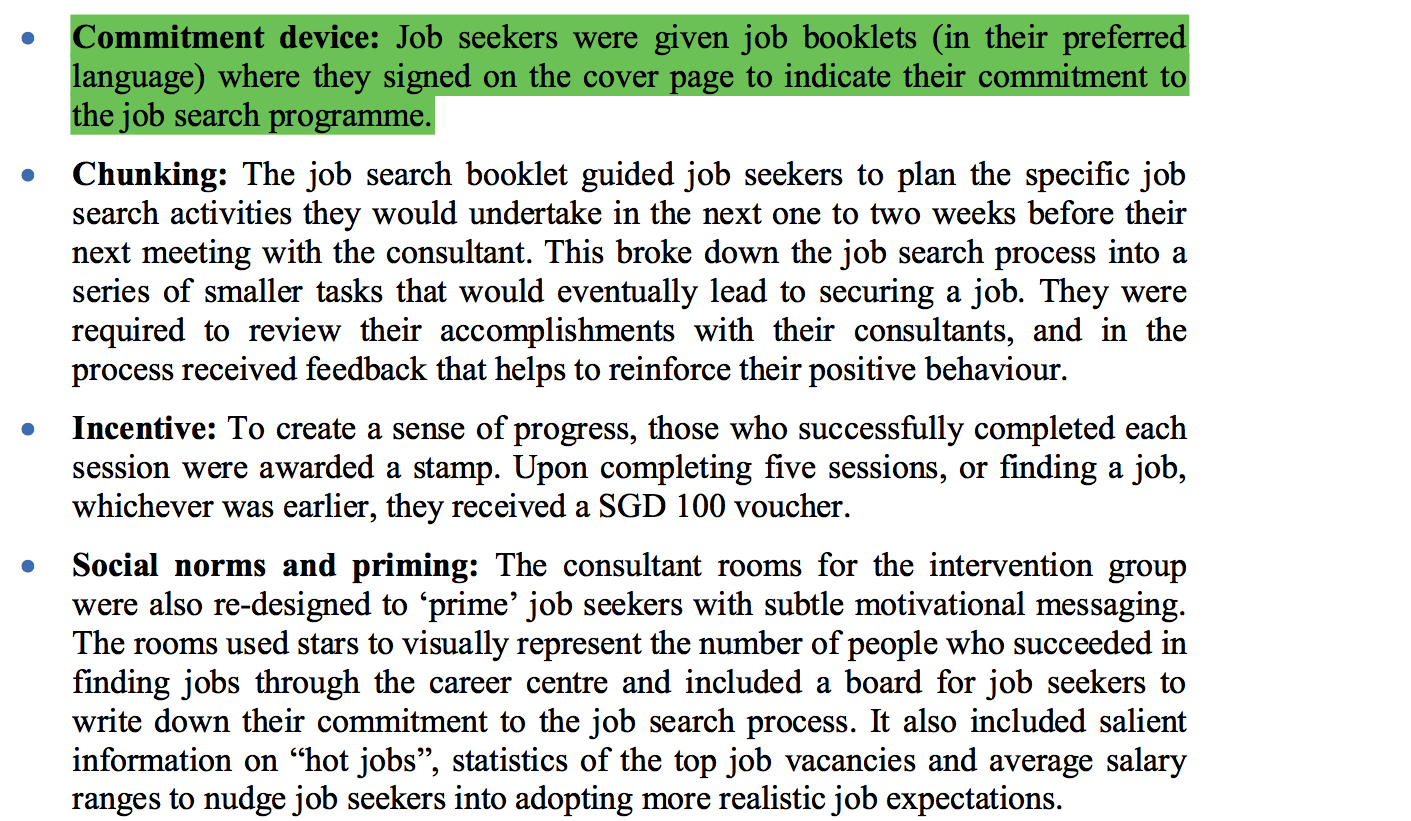 • Commitment device: Job seekers were given job booklets (in their preferred
language) where they signed on the cover page to indicate their commitment to
the job search programme.
• Chunking: The job search booklet guided job seekers to plan the specific job
search activities they would undertake in the next one to two weeks before their
next meeting with the consultant. This broke down the job search process into a
series of smaller tasks that would eventually lead to securing a job. They were
required to review their accomplishments with their consultants, and in the
process received feedback that helps to reinforce their positive behaviour.
• Incentive: To create a sense of progress, those who successfully completed each
session were awarded a stamp. Upon completing five sessions, or finding a job,
whichever was earlier, they received a SGD 100 voucher.
• Social norms and priming: The consultant rooms for the intervention group
were also re-designed to ‘prime’ job seekers with subtle motivational messaging.
The rooms used stars to visually represent the number of people who succeeded in
finding jobs through the career centre and included a board for job seekers to
write down their commitment to the job search process. It also included salient
information on “hot jobs”, statistics of the top job vacancies and average salary
ranges to nudge job seekers into adopting more realistic job expectations.